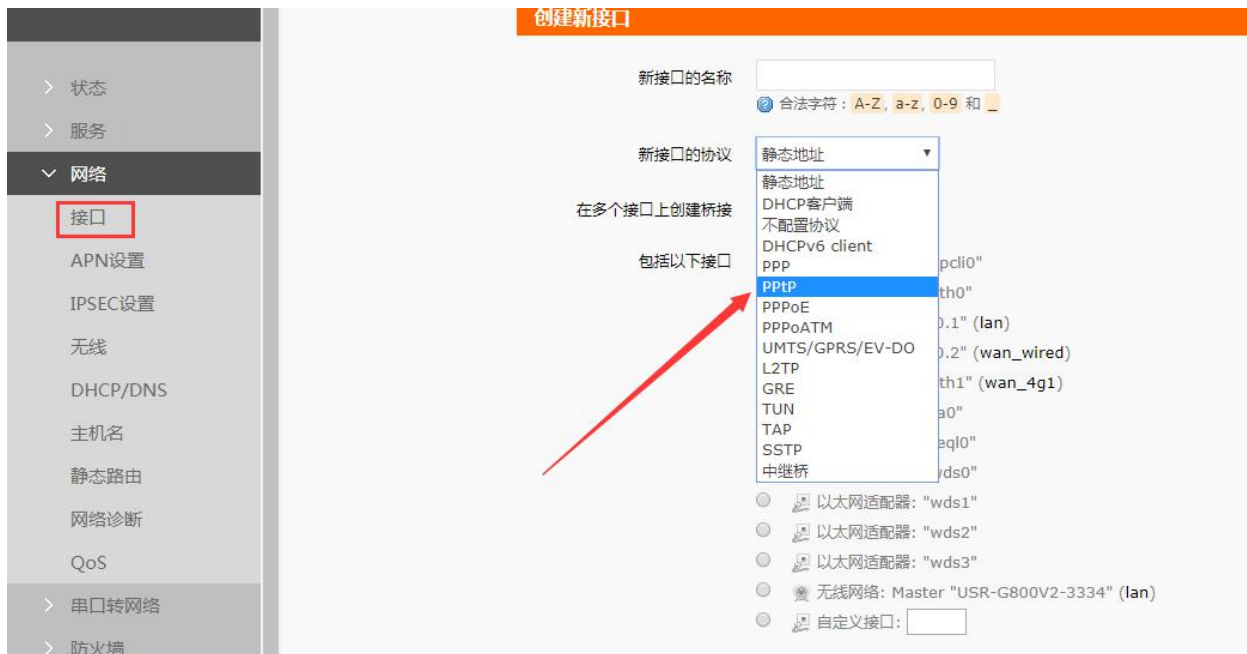 创建新接口
状态
服务
网络
接口
APN设置
IPSEC设置
无线
DHCP/DNS
主机名
静态路由
网络诊断
QoS
串口转网络
防火墙
新接口的名称
合法字符：A-Z, a-z, 0-9 和 _
新接口的协议
静态地址
静态地址
DHCP客户端
不配置协议
DHCPv6 client
PPP
PPtP
PPPoE
PPPoATM
UMTS/GPRS/EV-DO
L2TP
GRE
TUN
TAP
SSTP
中继桥
在多个接口上创建桥接
包括以下接口
pcli0"
th0"
0.1" (lan)
0.2" (wan_wired)
th1" (wan_4g1)
a0"
eql0"
vds0"
以太网适配器: "wds1"
以太网适配器: "wds2"
以太网适配器: "wds3"
无线网络: Master "USR-G800V2-3334" (lan)
自定义接口: